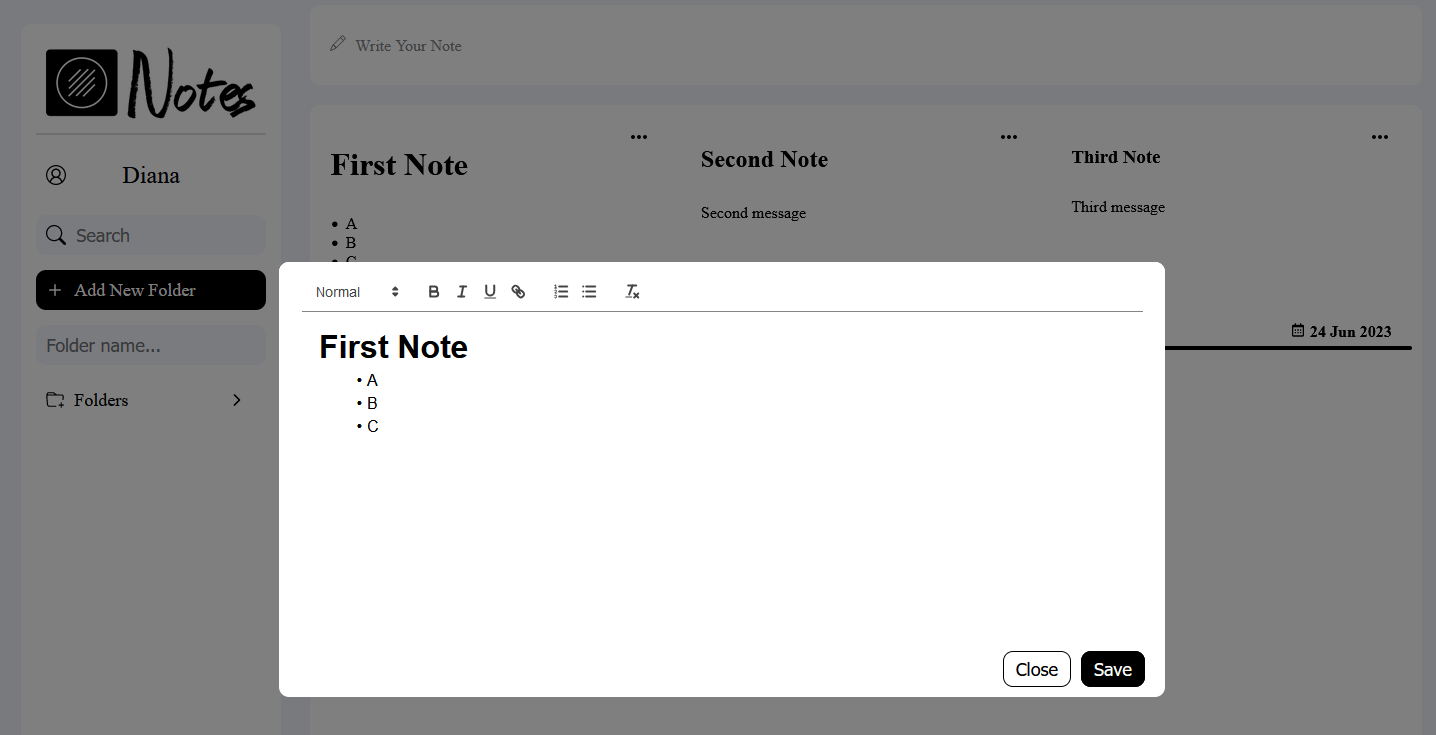 Notes
Diana
Search
Add New Folder
Folder name...
Folders
Write Your Note
First Note
• A
• B
• C
Second Note
Second message
Third Note
Third message
24 Jun 2023
Normal
First Note
• A
• B
• C
Close
Save